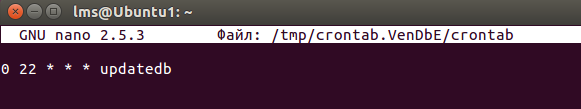 lms@Ubuntu1: ~
GNU nano 2.5.3 Файл: /tmp/crontab.VenDbE/crontab
0 22 * * * updatedb